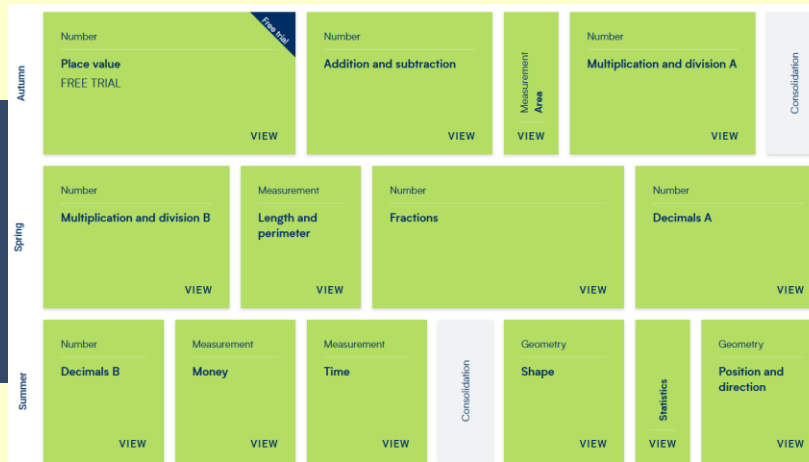 Autumn
Number
Place value
FREE TRIAL
Free trial
VIEW
Number
Addition and subtraction
VIEW
Measurement
Area
VIEW
Number
Multiplication and division A
VIEW
Consolidation
Spring
Number
Multiplication and division B
VIEW
Measurement
Length and
perimeter
VIEW
Number
Fractions
VIEW
Number
Decimals A
VIEW
Summer
Number
Decimals B
VIEW
Measurement
Money
VIEW
Measurement
Time
VIEW
Consolidation
Geometry
Shape
VIEW
Statistics
VIEW
Geometry
Position and
direction
VIEW